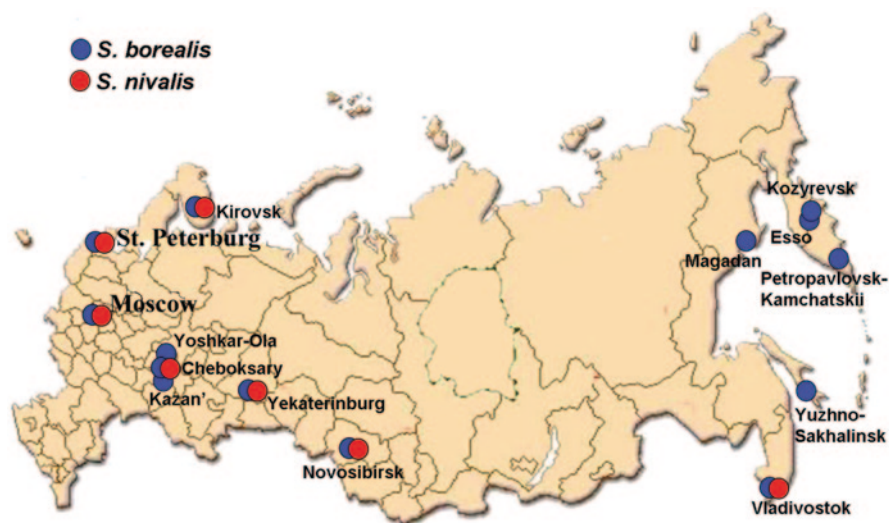 S. borealis
S. nivalis
Kirovsk
St. Peterburg
Moscow
Yoshkar-Ola
Cheboksary
Kazan'
Yekaterinburg
Novosibirsk
Kozyrevsk
Esso
Magadan
Petropavlovsk-
Kamchatskii
Yuzhno-
Sakhalinsk
Vladivostok